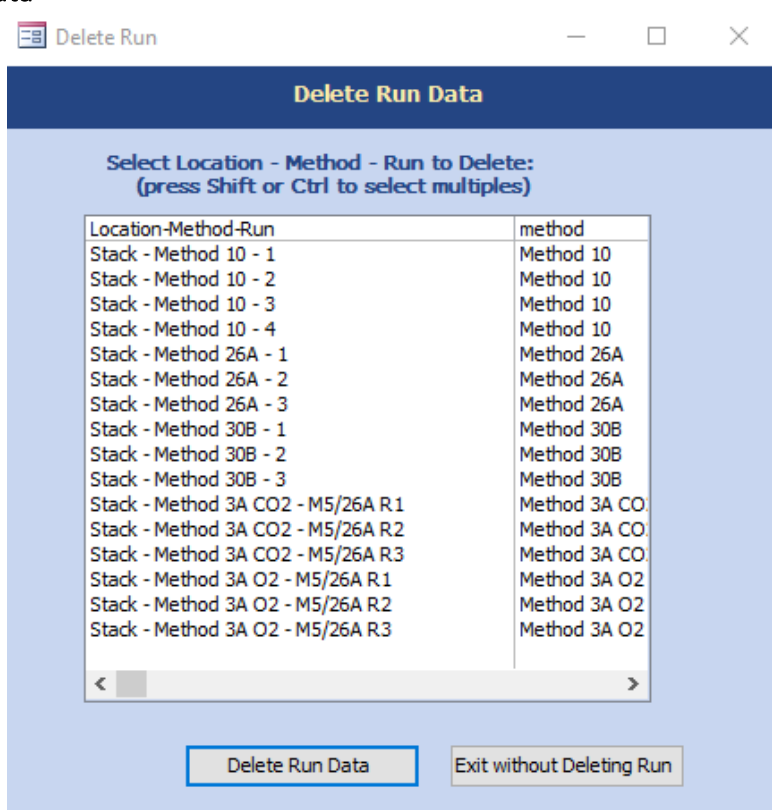 Delete Run
Delete Run Data
Select Location - Method - Run to Delete:
(press Shift or Ctrl to select multiples)
Location-Method-Run method
Stack - Method 10 - 1 Method 10
Stack - Method 10 - 2 Method 10
Stack - Method 10 - 3 Method 10
Stack - Method 10 - 4 Method 10
Stack - Method 26A - 1 Method 26A
Stack - Method 26A - 2 Method 26A
Stack - Method 26A - 3 Method 26A
Stack - Method 30B - 1 Method 30B
Stack - Method 30B - 2 Method 30B
Stack - Method 30B - 3 Method 30B
Stack - Method 3A CO2 - M5/26A R1 Method 3A CO
Stack - Method 3A CO2 - M5/26A R2 Method 3A CO
Stack - Method 3A CO2 - M5/26A R3 Method 3A CO
Stack - Method 3A O2 - M5/26A R1 Method 3A O2
Stack - Method 3A O2 - M5/26A R2 Method 3A O2
Stack - Method 3A O2 - M5/26A R3 Method 3A O2
Delete Run Data Exit without Deleting Run